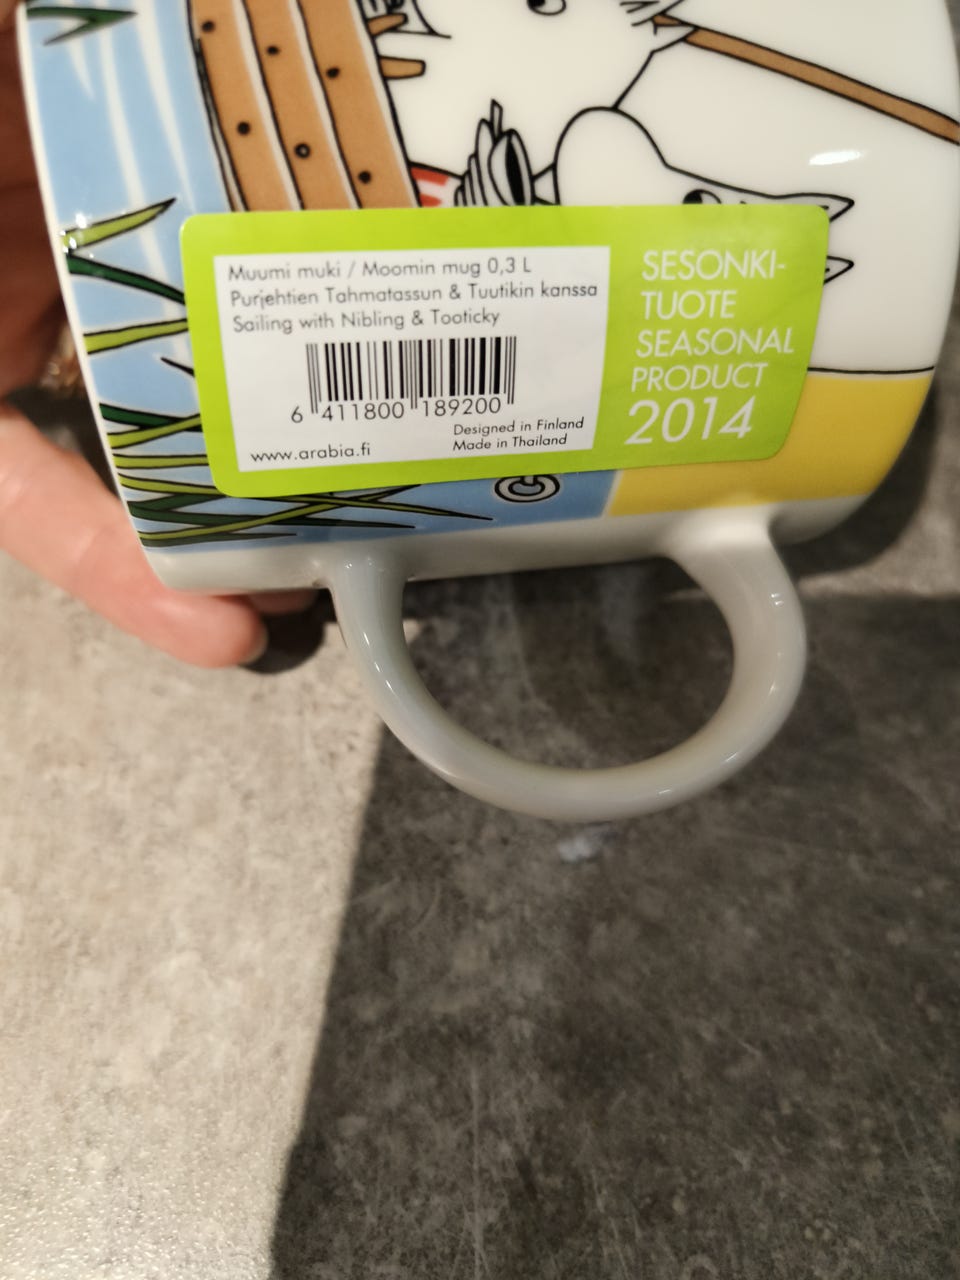 Muumi muki / Moomin mug 0,3 L
Purjehtien Tahmatassun & Tuutikin kanssa
Sailing with Nibling & Tooticky
6 411800 189200
www.arabia.fi
Designed in Finland
Made in Thailand
SESONKI-
TUOTE
SEASONAL
PRODUCT
2014